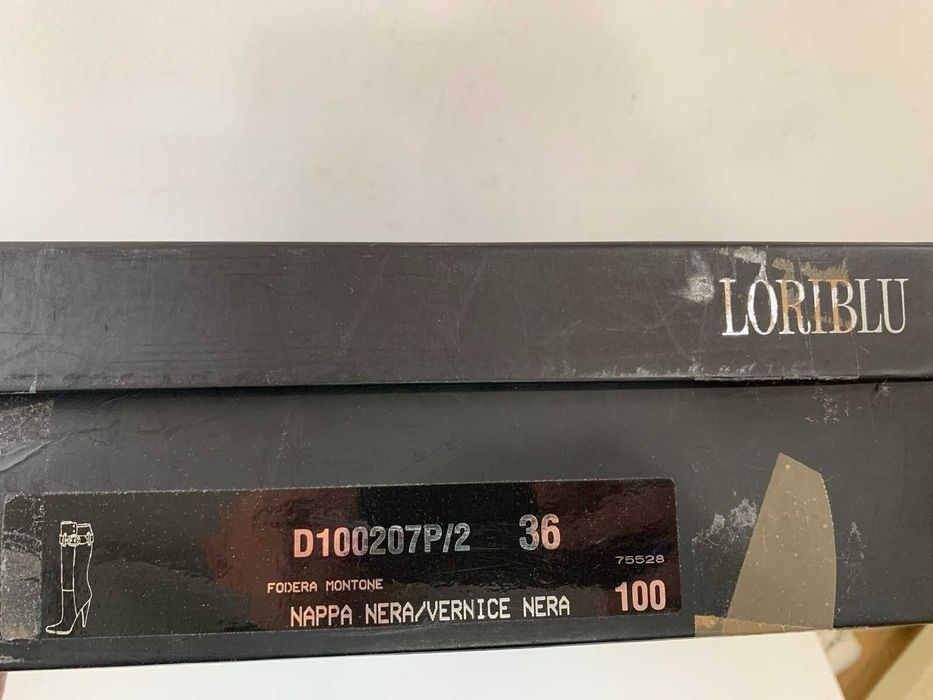 LORIBLU
D100207P/2 36
75528
FODERA MONTONE
NAPPA NERA/VERNICE NERA 100